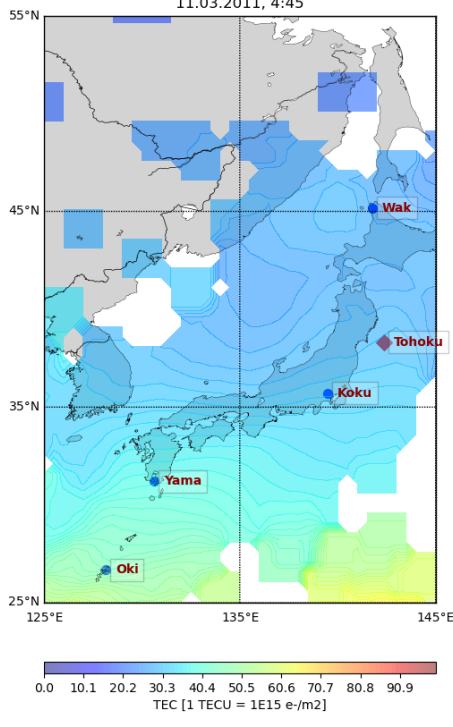 11.03.2011, 4:45
55°N
Wak
45°N
Tohoku
Koku
35°N
Yama
Oki
25°N
125°E 135°E 145°E
0.0 10.1 20.2 30.3 40.4 50.5 60.6 70.7 80.8 90.9
TEC [1 TECU = 1E15 e-/m2]